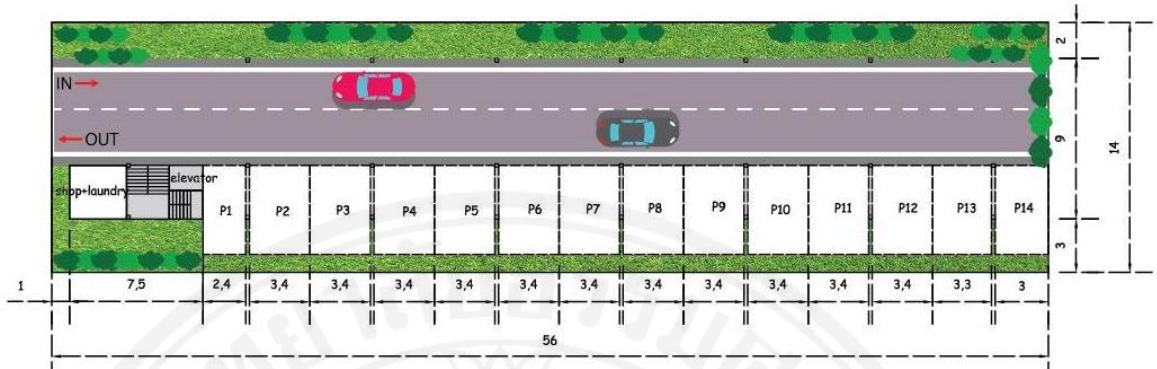 IN
OUT
shop+laundry
elevator
P1 P2 P3 P4 P5 P6 P7 P8 P9 P10 P11 P12 P13 P14
2
9
3
14
1 7,5 2,4 3,4 3,4 3,4 3,4 3,4 3,4 3,4 3,4 3,4 3,4 3,4 3,3 3
56